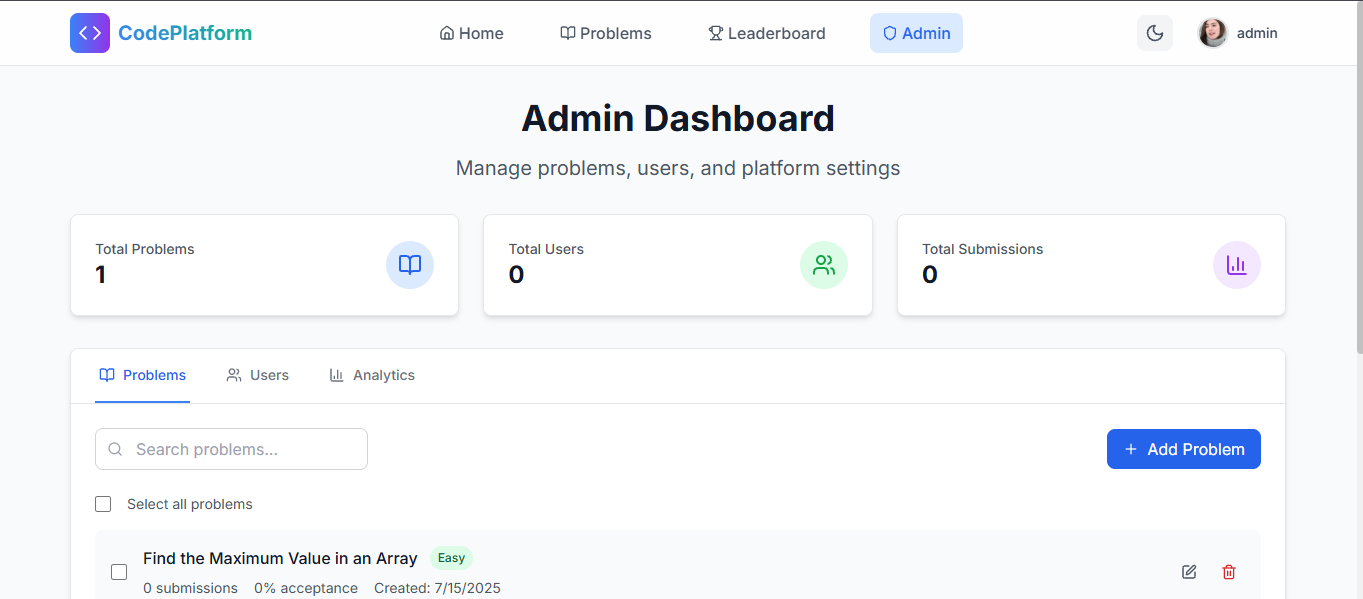 CodePlatform
Home
Problems
Leaderboard
Admin
admin
Admin Dashboard
Manage problems, users, and platform settings
Total Problems
1
Total Users
0
Total Submissions
0
Problems
Users
Analytics
Search problems...
Add Problem
Select all problems
Find the Maximum Value in an Array Easy
0 submissions 0% acceptance Created: 7/15/2025